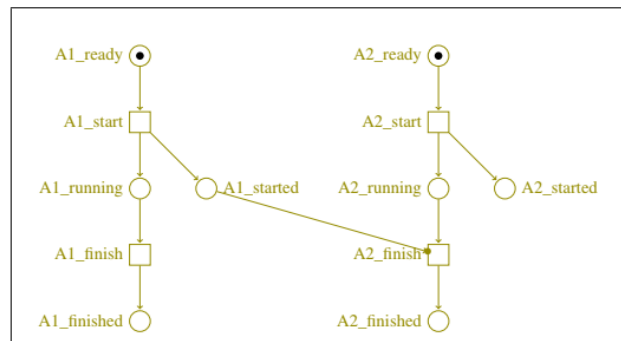 A1_ready A2_ready
A1_start A2_start
A1_running A1_started A2_running A2_started
A1_finish A2_finish
A1_finished A2_finished